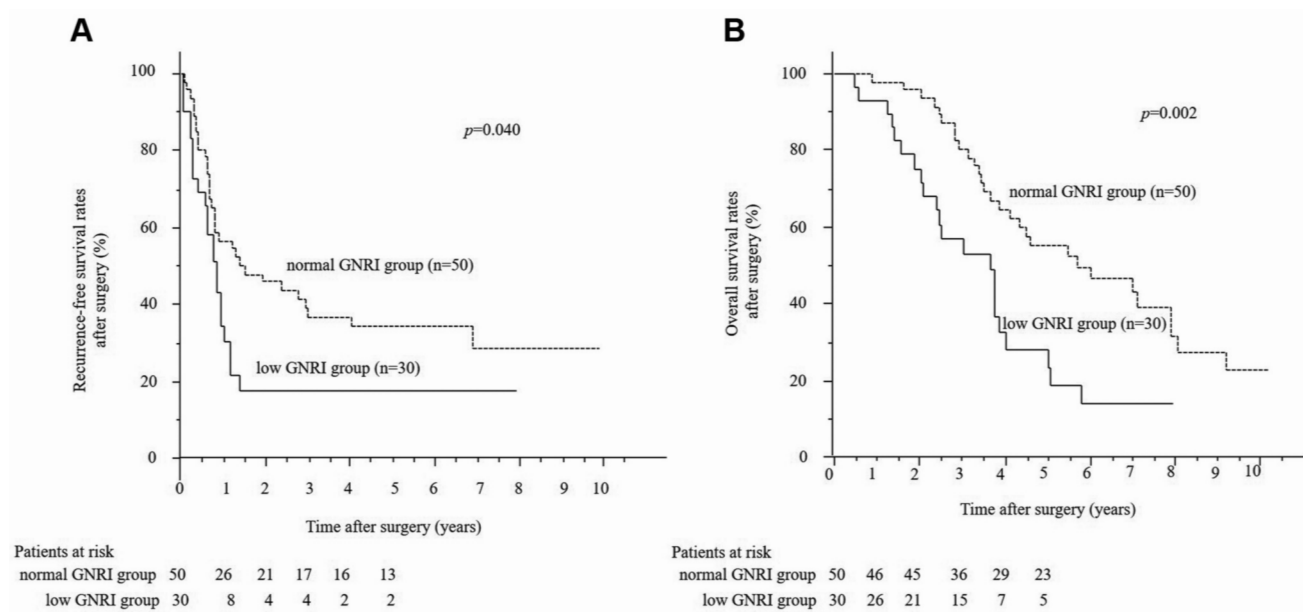 A
100
80
60
40
20
0
Recurrence-free survival rates
after surgery (%)
p=0.040
normal GNRI group (n=50)
low GNRI group (n=30)
0 1 2 3 4 5 6 7 8 9 10
Time after surgery (years)
Patients at risk
normal GNRI group 50 26 21 17 16 13
low GNRI group 30 8 4 4 2 2
B
100
80
60
40
20
0
Overall survival rates
after surgery (%)
p=0.002
normal GNRI group (n=50)
low GNRI group (n=30)
0 1 2 3 4 5 6 7 8 9 10
Time after surgery (years)
Patients at risk
normal GNRI group 50 46 45 36 29 23
low GNRI group 30 26 21 15 7 5